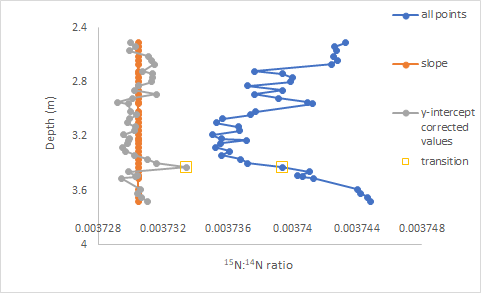 2.4
2.8
3.2
3.6
4
Depth (m)
0.003728
0.003732
0.003736
0.00374
0.003744
0.003748
15N:14N ratio
all points
slope
y-intercept
corrected
values
transition